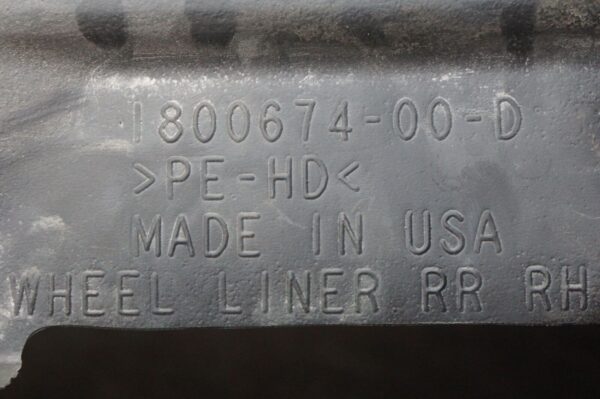 1800674-00-D
>PE-HD<
MADE IN USA
WHEEL LINER RR RH